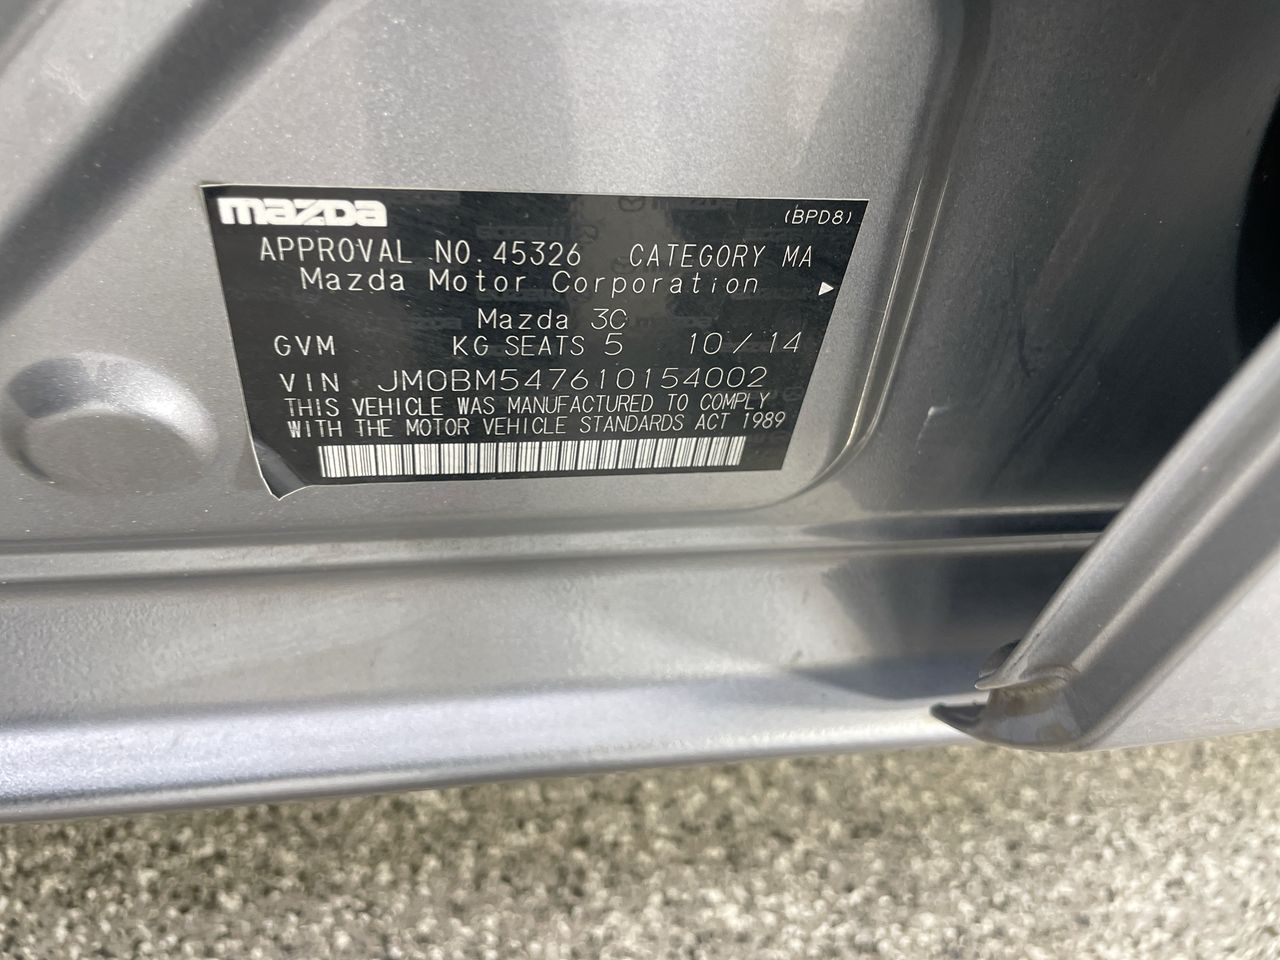 mazda (BPD8)
APPROVAL NO. 45326 CATEGORY MA
Mazda Motor Corporation
Mazda 3C
GVM KG SEATS 5 10/14
VIN JM0BM547610154002
THIS VEHICLE WAS MANUFACTURED TO COMPLY
WITH THE MOTOR VEHICLE STANDARDS ACT 1989